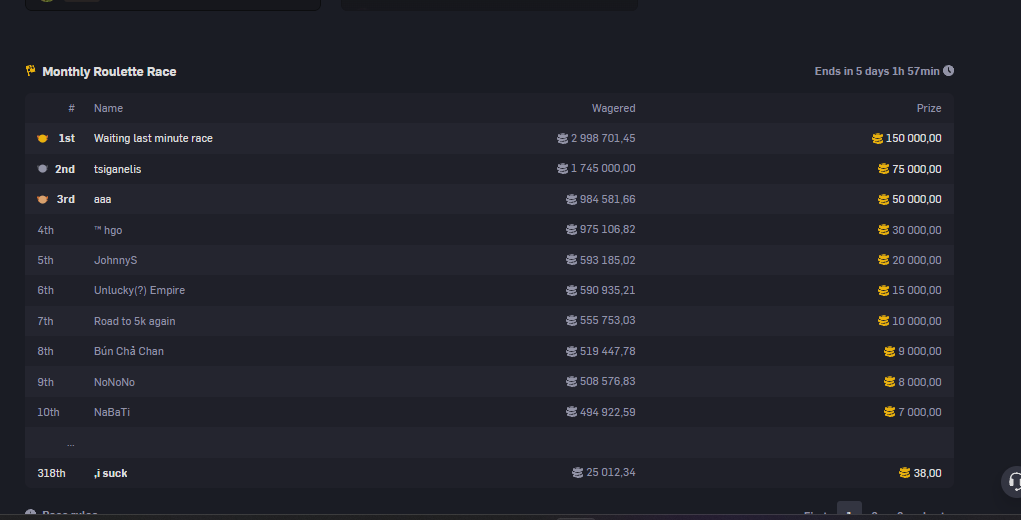 Monthly Roulette Race
Ends in 5 days 1h 57min
# Name Wagered Prize
1st Waiting last minute race 2 998 701,45 150 000,00
2nd tsiganelis 1 745 000,00 75 000,00
3rd aaa 984 581,66 50 000,00
4th ™ hgo 975 106,82 30 000,00
5th JohnnyS 593 185,02 20 000,00
6th Unlucky(?) Empire 590 935,21 15 000,00
7th Road to 5k again 555 753,03 10 000,00
8th Bún Chả Chan 519 447,78 9 000,00
9th NoNoNo 508 576,83 8 000,00
10th NaBaTi 494 922,59 7 000,00
...
318th ,i suck 25 012,34 38,00